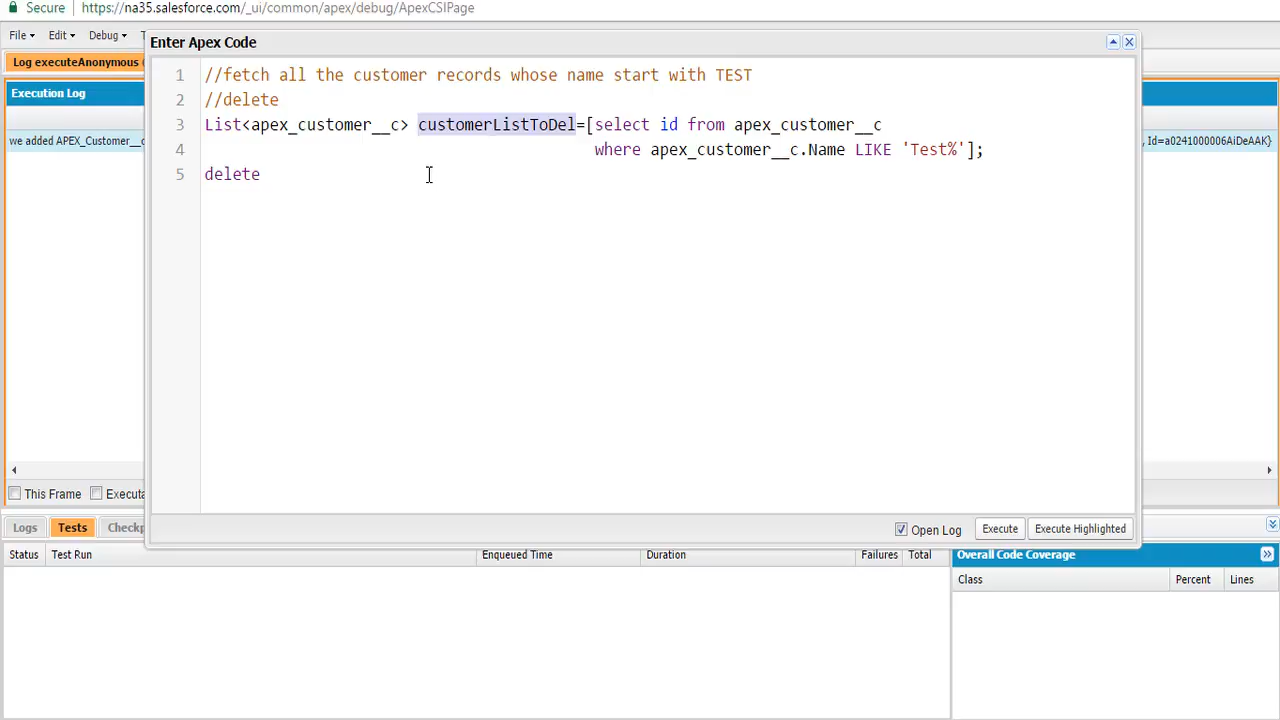 Secure https://na35.salesforce.com/_ui/common/apex/debug/ApexCSIPage
File Edit Debug
Enter Apex Code
Log executeAnonymous
Execution Log
1 //fetch all the customer records whose name start with TEST
2 //delete
3 List<apex_customer__c> customerListToDel=[select id from apex_customer__c
we added APEX_Customer__c , Id=a0241000006AiDeAAK}
4 where apex_customer__c.Name LIKE 'Test%'];
5 delete
This Frame
Open Log Execute Execute Highlighted
Logs Tests
Status Test Run Enqueued Time Duration Failures Total Overall Code Coverage
Class Percent Lines